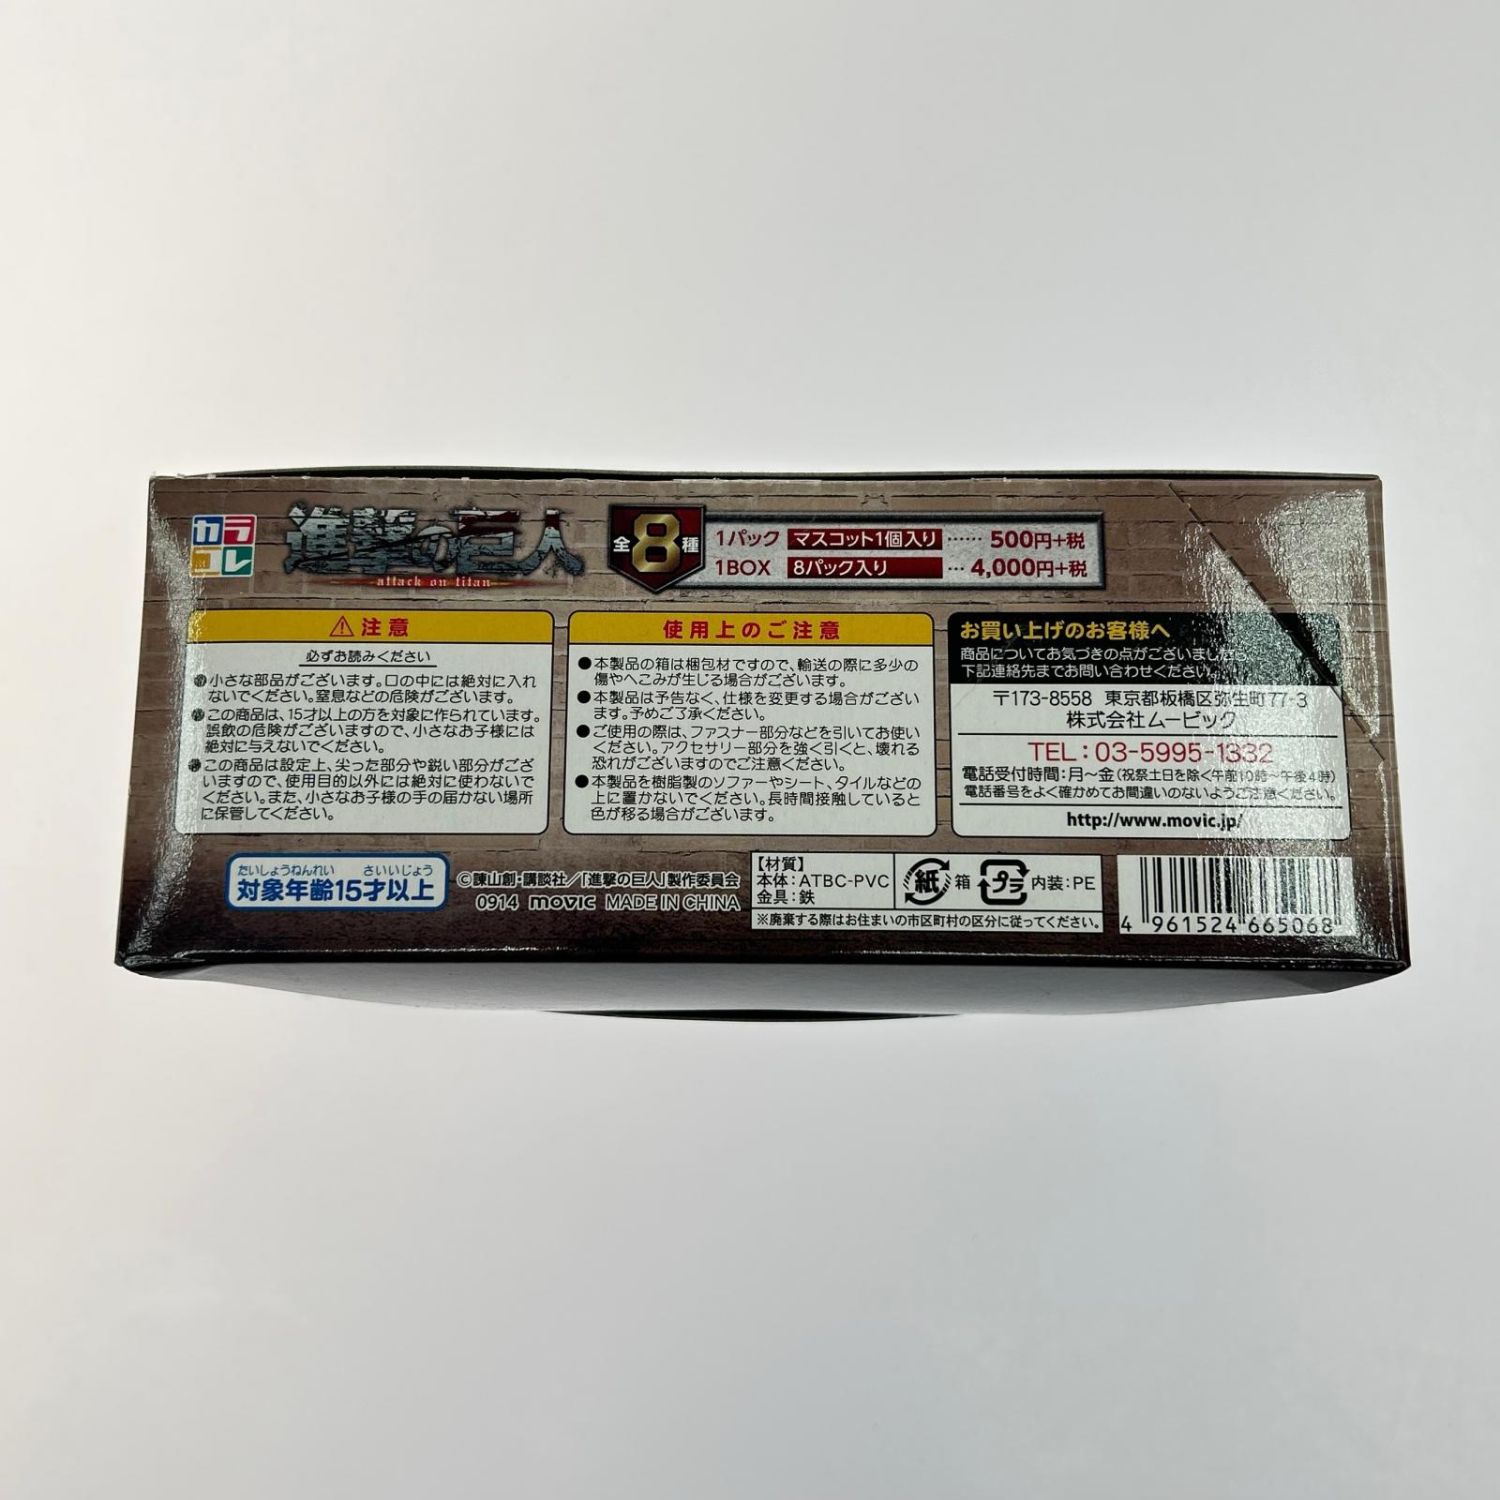 カラコレ
進撃の巨人
attack on titan
全8種
1パック マスコット1個入り …… 500円+税
1BOX 8パック入り … 4,000円+税
⚠注意
必ずお読みください
●小さな部品がございます。口の中には絶対に入れ
ないでください。窒息などの危険がございます。
●この商品は、15才以上の方を対象に作られています。
誤飲の危険がございますので、小さなお子様には
絶対に与えないでください。
●この商品は設定上、尖った部分や鋭い部分がござ
いますので、使用目的以外には絶対に使わないで
ください。また、小さなお子様の手の届かない場所
に保管してください。
使用上のご注意
●本製品の箱は梱包材ですので、輸送の際に多少の
傷やへこみが生じる場合がございます。
●本製品は予告なく、仕様を変更する場合がござい
ます。予めご了承ください。
●ご使用の際は、ファスナー部分などを引いてお使い
ください。アクセサリー部分を強く引くと、壊れる
恐れがございますのでご注意ください。
●本製品を樹脂製のソファーやシート、タイルなどの
上に置かないでください。長時間接触していると
色が移る場合がございます。
お買い上げのお客様へ
商品についてお気づきの点がございましたら
下記連絡先までお問い合わせください。
〒173-8558 東京都板橋区弥生町77-3
株式会社ムービック
TEL:03-5995-1332
電話受付時間:月〜金(祝祭土日を除く午前10時〜午後4時)
電話番号をよく確かめてお間違いのないようご注意ください。
http://www.movic.jp/
たいしょうねんれい さいいじょう
対象年齢15才以上
©諫山創・講談社/「進撃の巨人」製作委員会
0914 movic MADE IN CHINA
【材質】
本体:ATBC-PVC
金具:鉄
紙 箱 プラ 内装:PE
※廃棄する際はお住まいの市区町村の区分に従ってください。
4 961524 665068